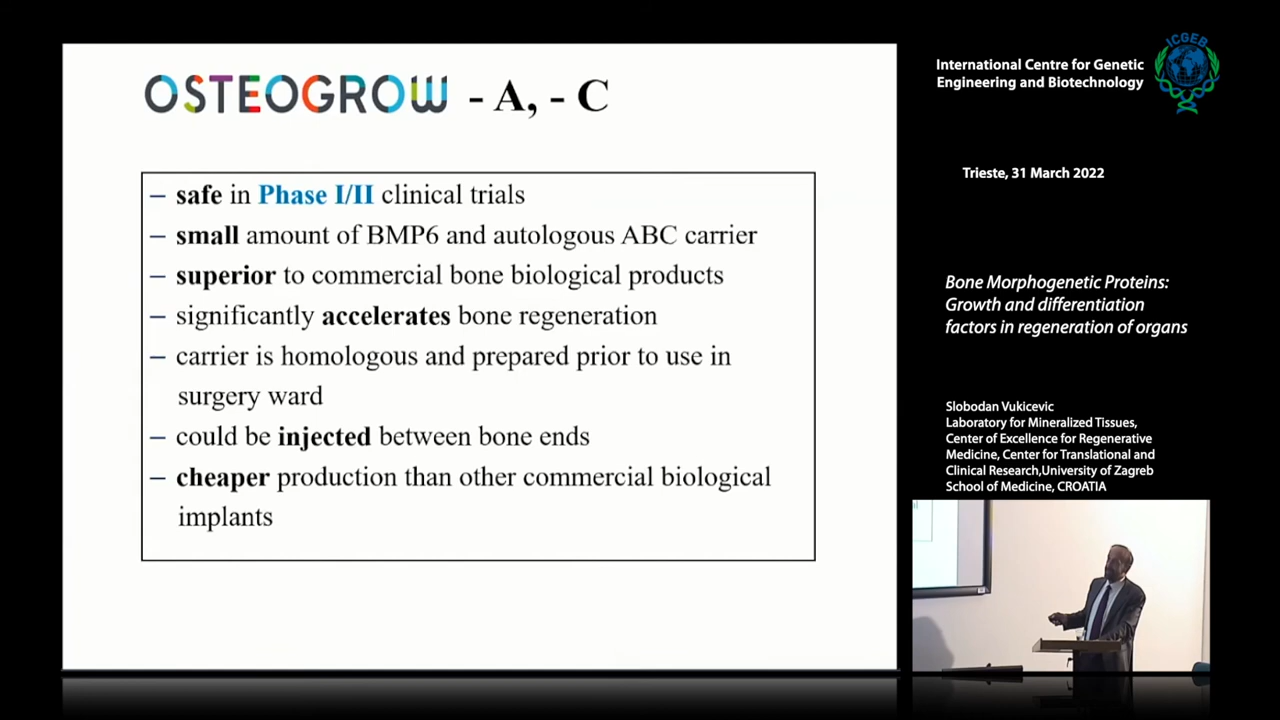 OSTEOGROW - A, - C
– safe in Phase I/II clinical trials
– small amount of BMP6 and autologous ABC carrier
– superior to commercial bone biological products
– significantly accelerates bone regeneration
– carrier is homologous and prepared prior to use in
surgery ward
– could be injected between bone ends
– cheaper production than other commercial biological
implants
International Centre for Genetic
Engineering and Biotechnology
ICGEB
Trieste, 31 March 2022
Bone Morphogenetic Proteins:
Growth and differentiation
factors in regeneration of organs
Slobodan Vukicevic
Laboratory for Mineralized Tissues,
Center of Excellence for Regenerative
Medicine, Center for Translational and
Clinical Research,University of Zagreb
School of Medicine, CROATIA